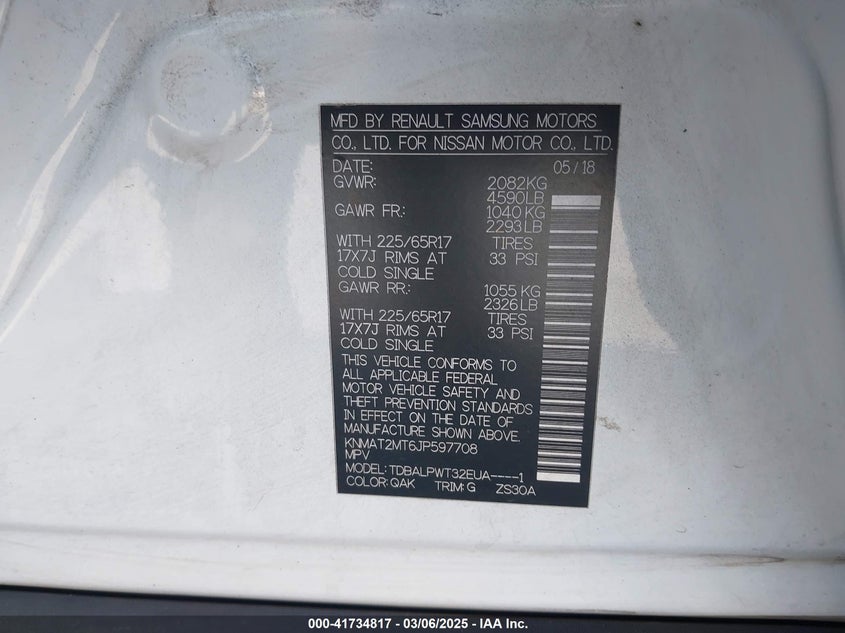 MFD BY RENAULT SAMSUNG MOTORS
CO., LTD. FOR NISSAN MOTOR CO., LTD.
DATE: 05/18
GVWR: 2082KG
4590LB
GAWR FR.: 1040 KG
2293LB
WITH 225/65R17 TIRES
17X7J RIMS AT 33 PSI
COLD SINGLE
GAWR RR.: 1055 KG
2326LB
WITH 225/65R17 TIRES
17X7J RIMS AT 33 PSI
COLD SINGLE
THIS VEHICLE CONFORMS TO
ALL APPLICABLE FEDERAL
MOTOR VEHICLE SAFETY AND
THEFT PREVENTION STANDARDS
IN EFFECT ON THE DATE OF
MANUFACTURE SHOWN ABOVE.
KNMAT2MT6JP597708
MPV
MODEL: TDBALPWT32EUA----1
COLOR: QAK TRIM: G ZS30A
000-41734817 - 03/06/2025 - IAA Inc.